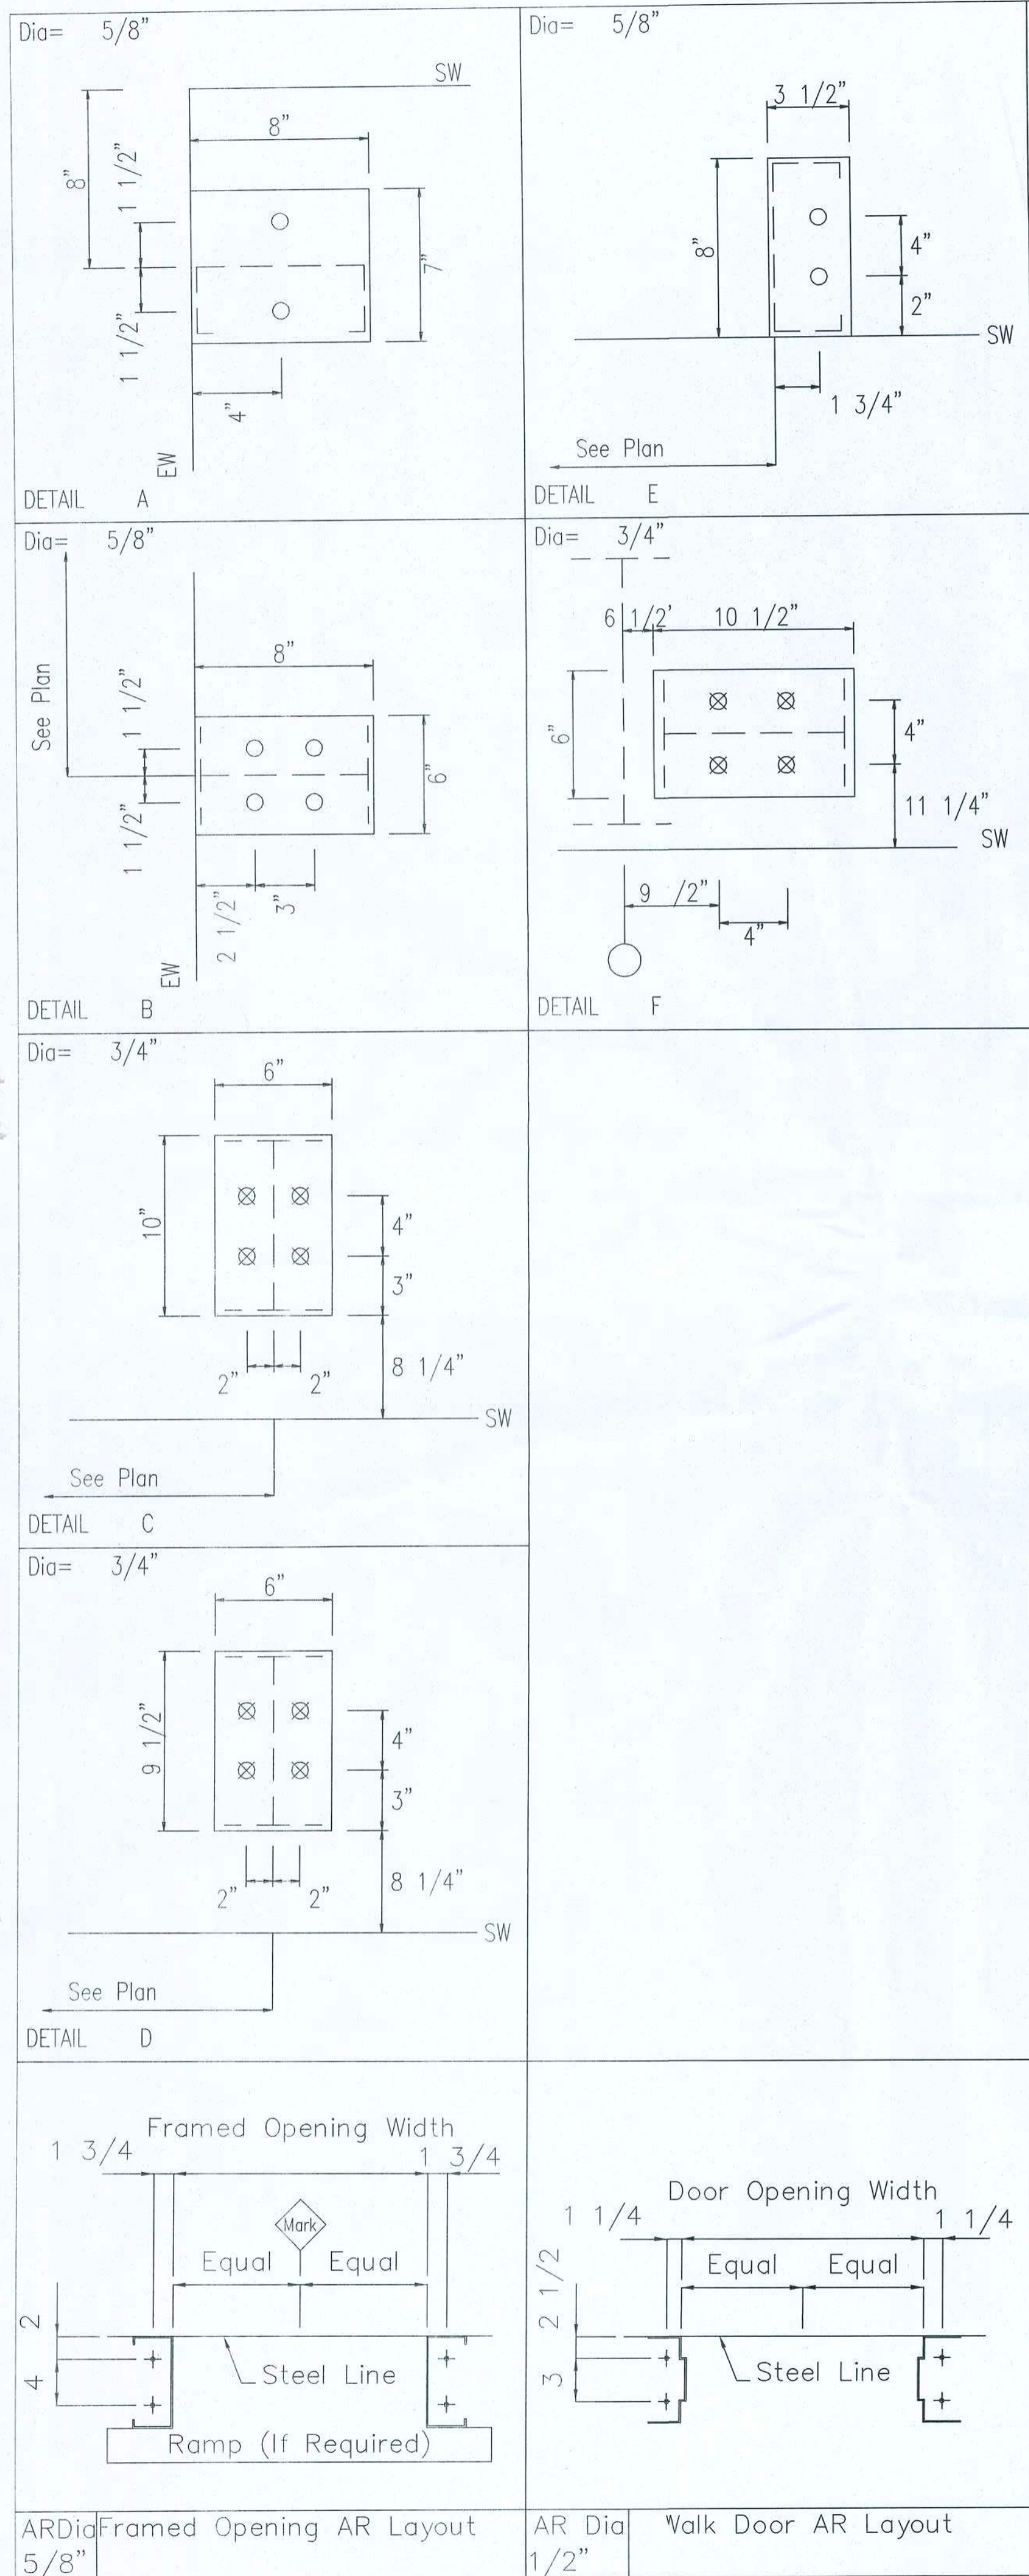 Dia= 5/8"
SW
8"
8"
1 1/2"
7"
1 1/2"
4"
EW
DETAIL A
Dia= 5/8"
3 1/2"
8"
4"
2"
SW
1 3/4"
See Plan
DETAIL E
Dia= 5/8"
See Plan
8"
1 1/2"
6"
1 1/2"
2 1/2"
3"
EW
DETAIL B
Dia= 3/4"
6 1/2'
10 1/2"
6"
4"
11 1/4"
SW
9 /2"
4"
DETAIL F
Dia= 3/4"
6"
10"
4"
3"
2"
2"
8 1/4"
SW
See Plan
DETAIL C
Dia= 3/4"
6"
9 1/2"
4"
3"
2"
2"
8 1/4"
SW
See Plan
DETAIL D
Framed Opening Width
1 3/4
1 3/4
Mark
Equal
Equal
2
4
Steel Line
Ramp (If Required)
ARDia
5/8"
Framed Opening AR Layout
Door Opening Width
1 1/4
1 1/4
Equal
Equal
2 1/2
3
Steel Line
AR Dia
1/2"
Walk Door AR Layout